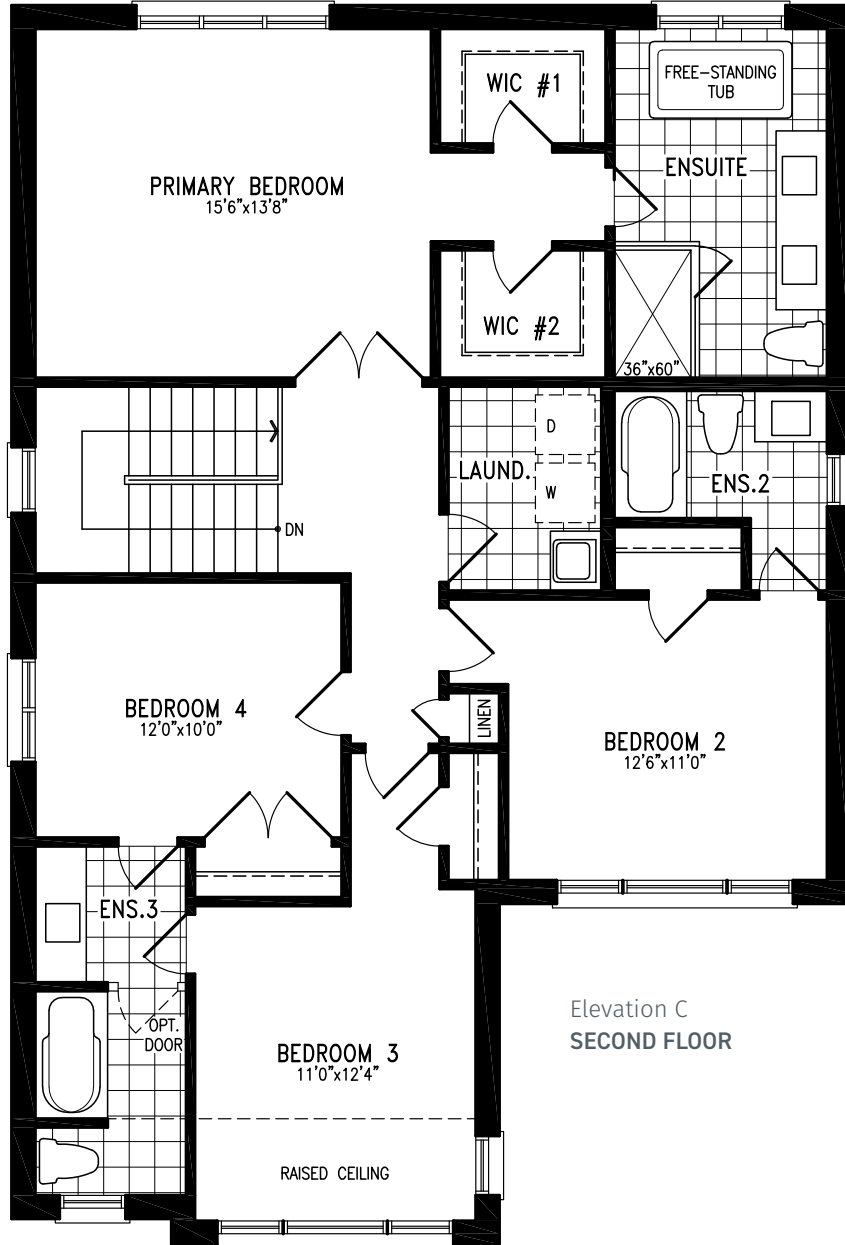 WIC #1
FREE-STANDING
TUB
ENSUITE
PRIMARY BEDROOM
15'6"x13'8"
WIC #2
36"x60"
D
LAUND.
W
ENS.2
DN
BEDROOM 4
12'0"x10'0"
LINEN
BEDROOM 2
12'6"x11'0"
ENS.3
OPT.
DOOR
BEDROOM 3
11'0"x12'4"
RAISED CEILING
Elevation C
SECOND FLOOR